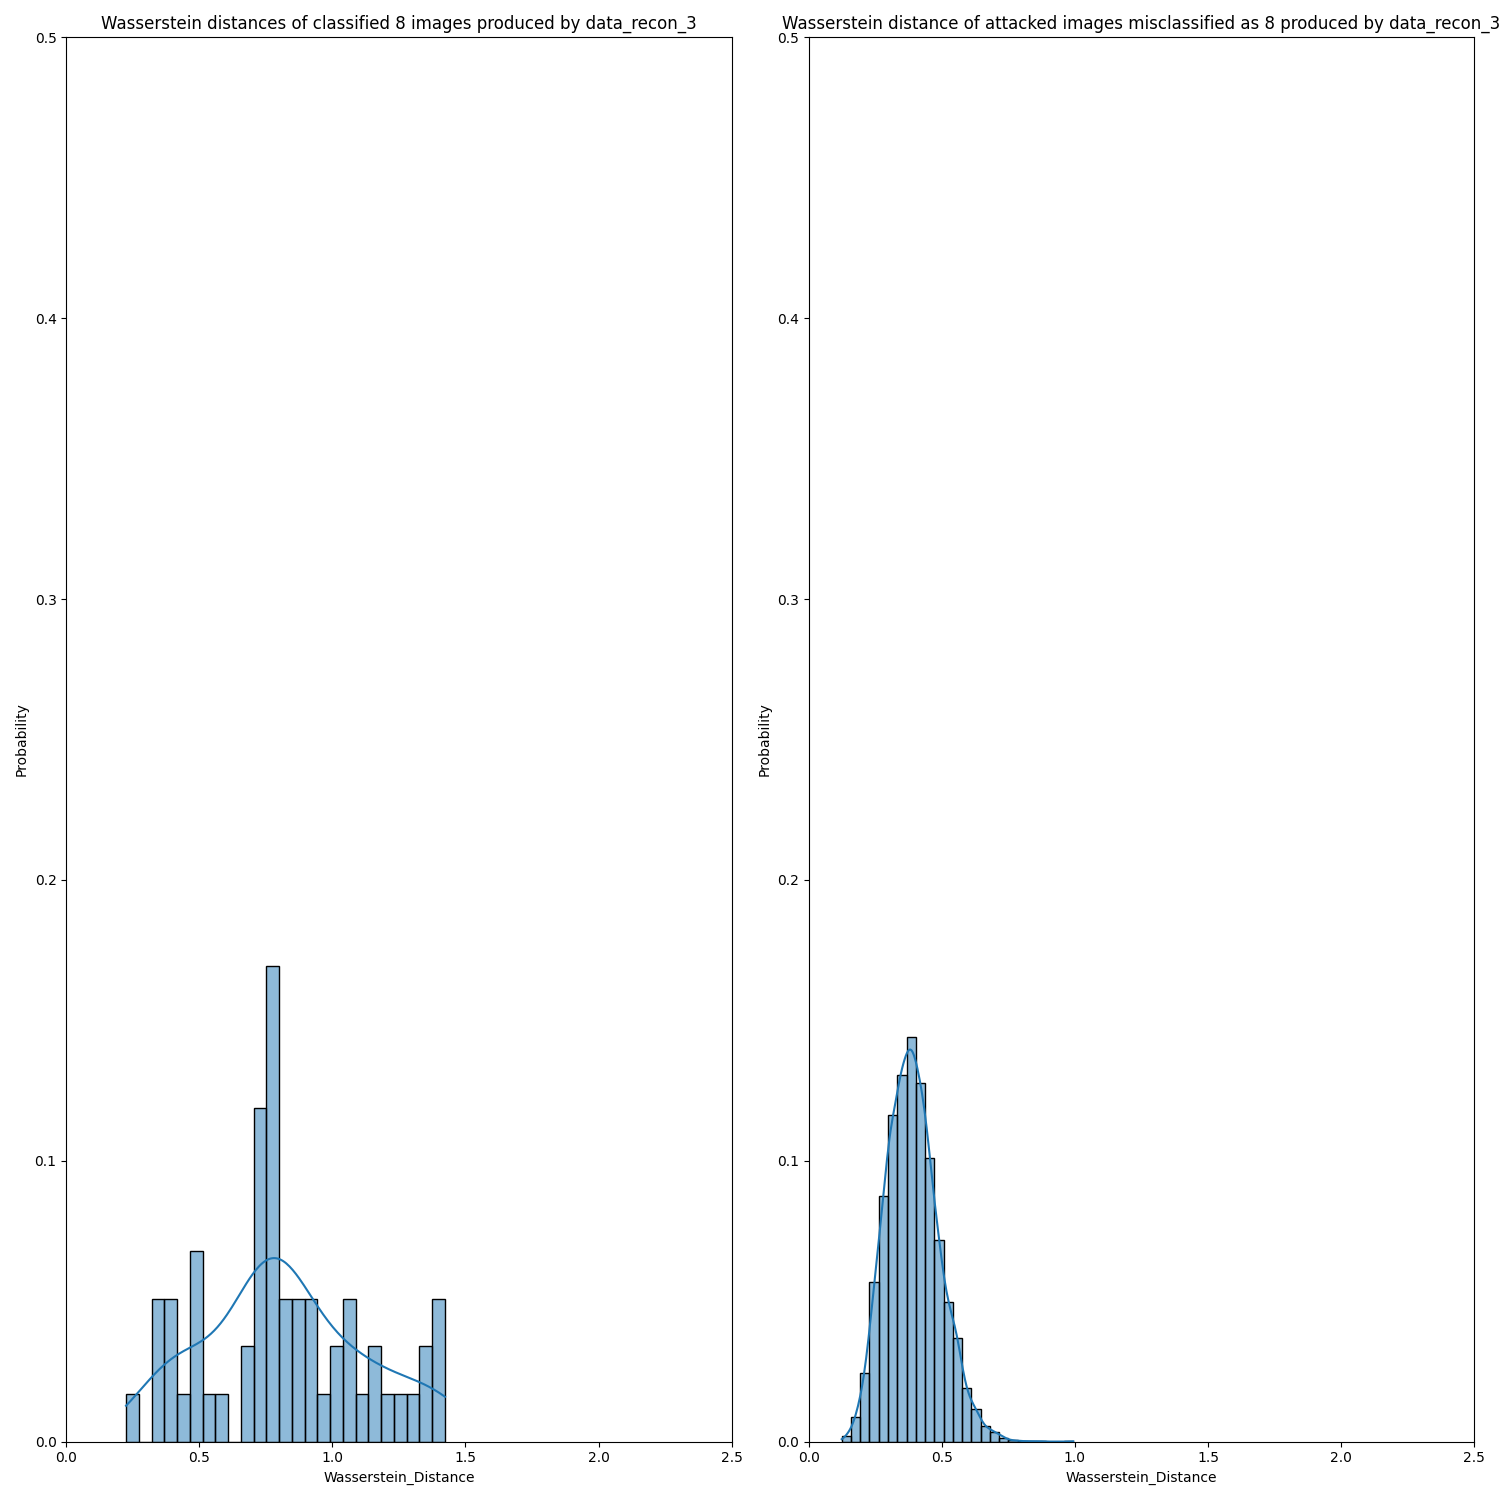 Wasserstein distances of classified 8 images produced by data_recon_3
0.5
0.4
0.3
0.2
0.1
0.0
Probability
0.0 0.5 1.0 1.5 2.0 2.5
Wasserstein_Distance
Wasserstein distance of attacked images misclassified as 8 produced by data_recon_3
0.5
0.4
0.3
0.2
0.1
0.0
Probability
0.0 0.5 1.0 1.5 2.0 2.5
Wasserstein_Distance